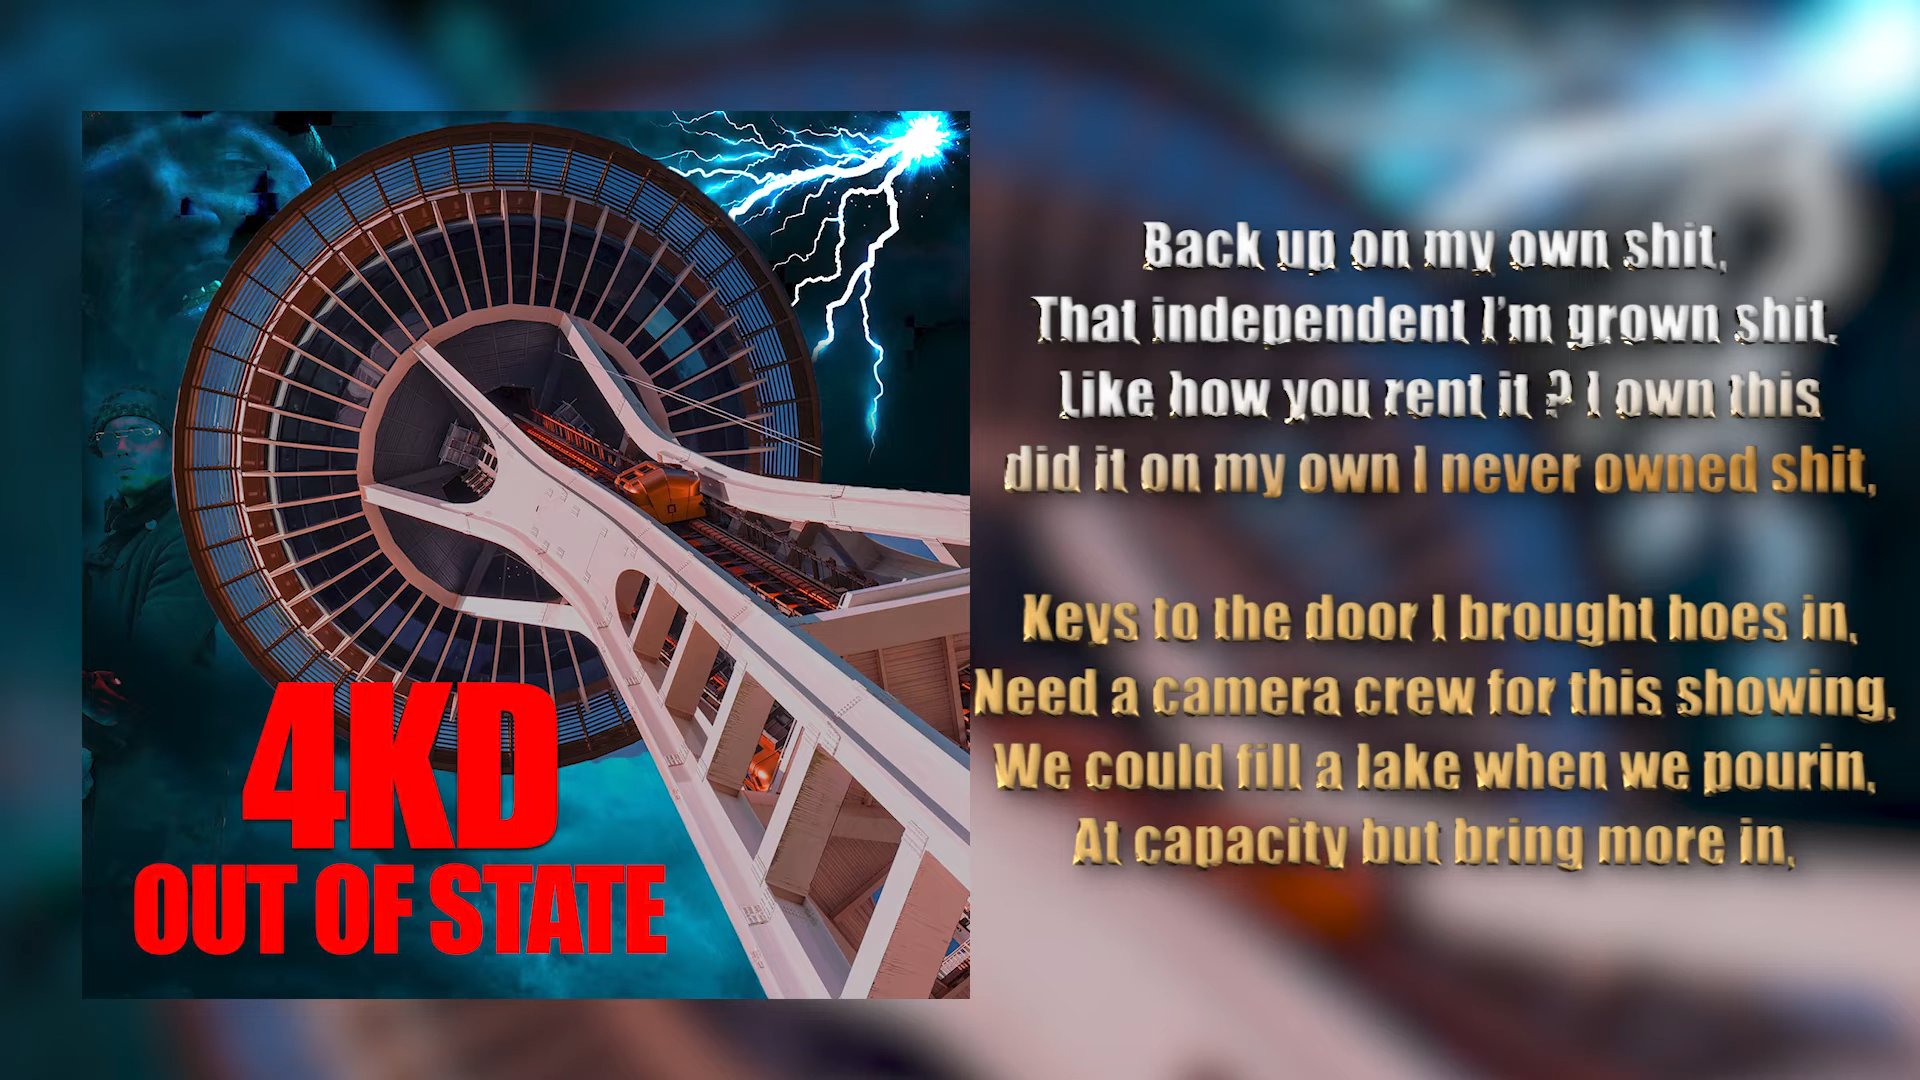 4KD
OUT OF STATE
Back up on my own shit,
That independent I'm grown shit.
Like how you rent it ? I own this
did it on my own I never owned shit,
Keys to the door I brought hoes in,
Need a camera crew for this showing,
We could fill a lake when we pourin,
At capacity but bring more in,